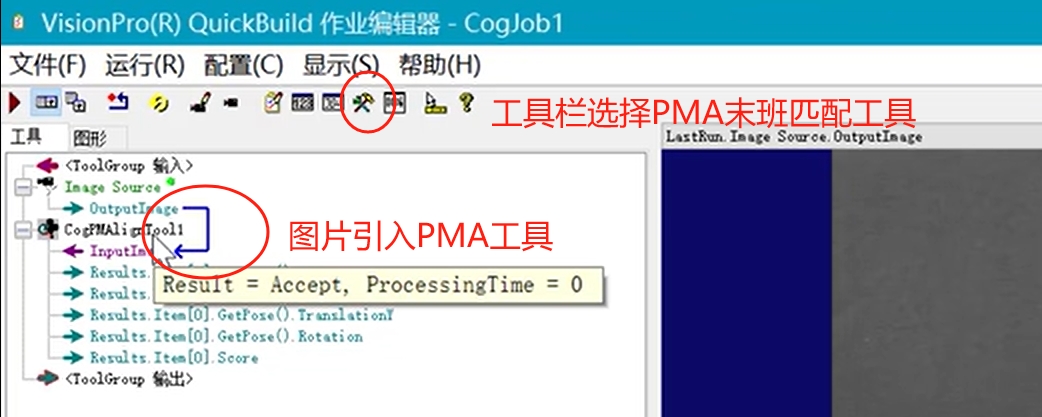 VisionPro(R) QuickBuild 作业编辑器 - CogJob1
文件(F) 运行(R) 配置(C) 显示(S) 帮助(H)
工具栏选择PMA末班匹配工具
工具 图形
LastRun.Image Source.OutputImage
<ToolGroup 输入>
Image Source
OutputImage
CogPMAlignTool1
图片引入PMA工具
Results.
Result = Accept, ProcessingTime = 0
Results.
Results.Item[0].GetPose().TranslationY
Results.Item[0].GetPose().Rotation
Results.Item[0].Score
<ToolGroup 输出>